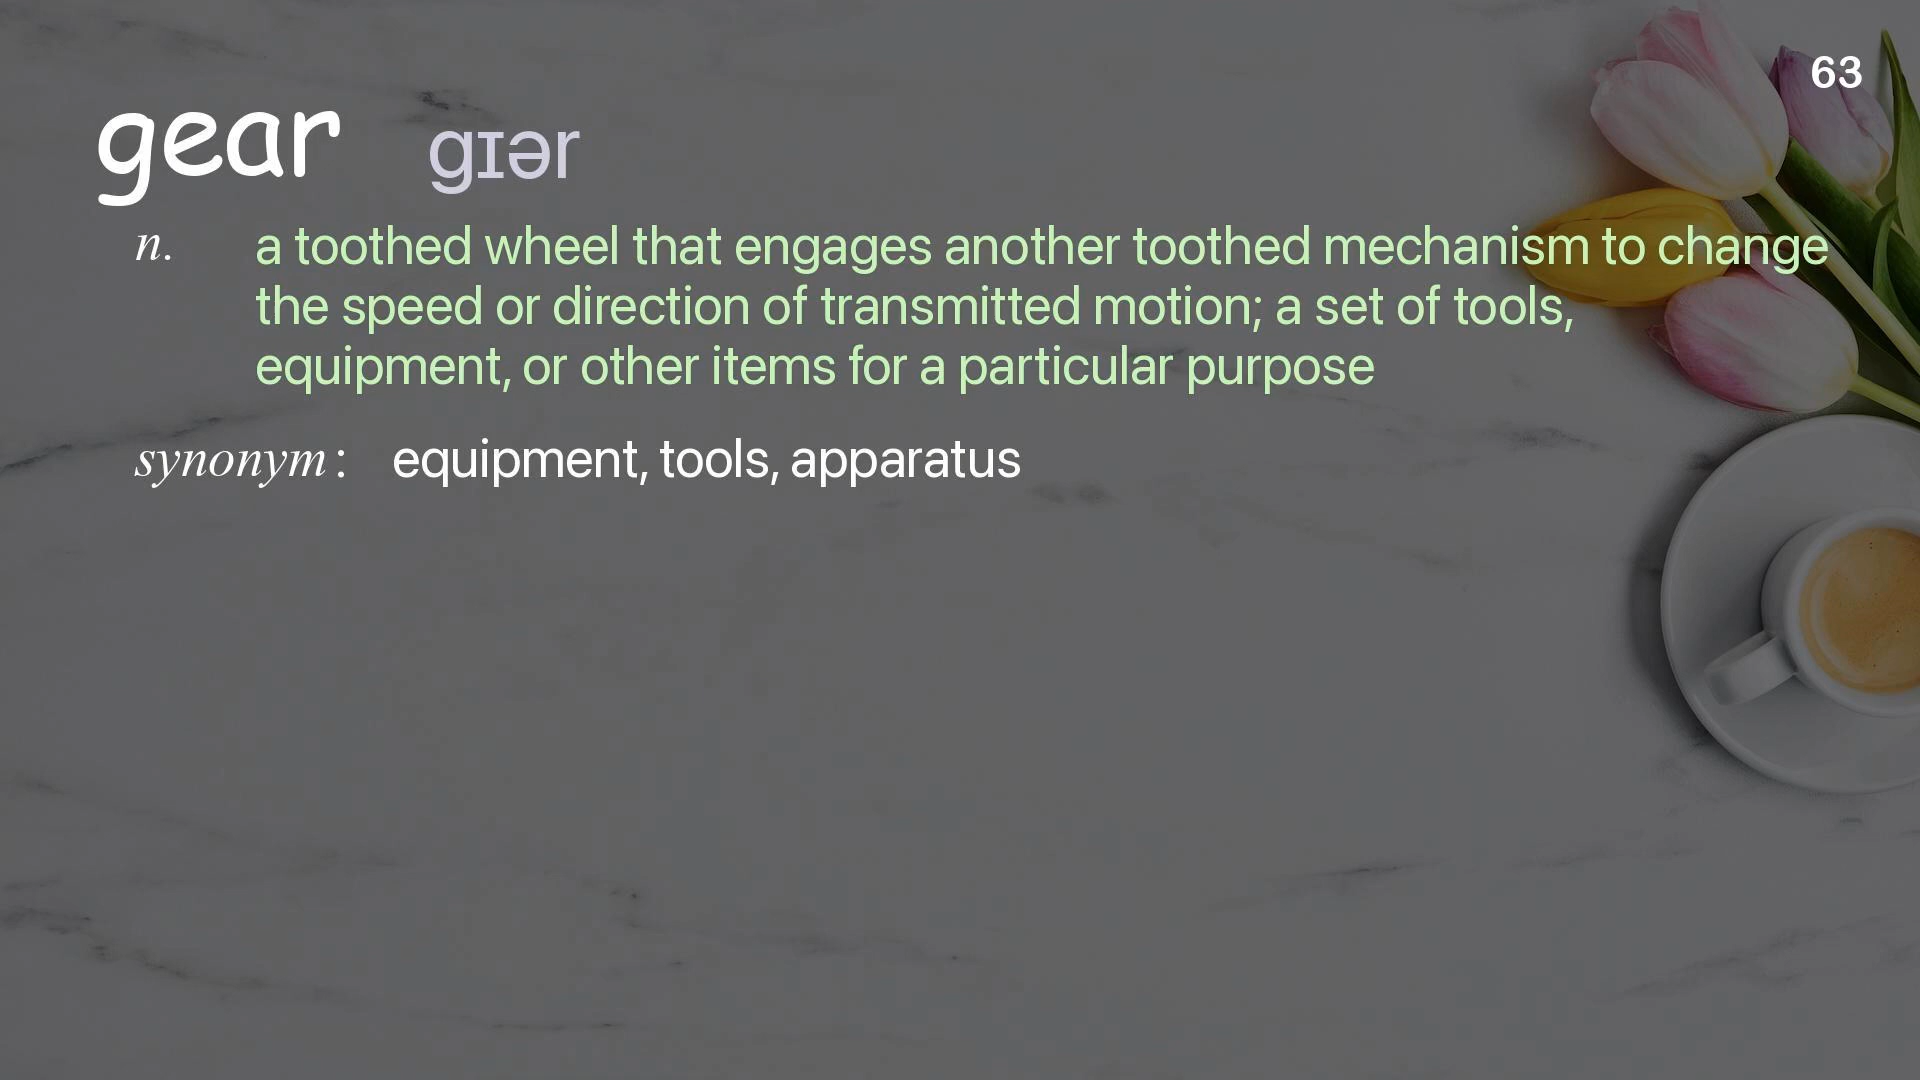 63
gear gɪər
n. a toothed wheel that engages another toothed mechanism to change
the speed or direction of transmitted motion; a set of tools,
equipment, or other items for a particular purpose
synonym: equipment, tools, apparatus